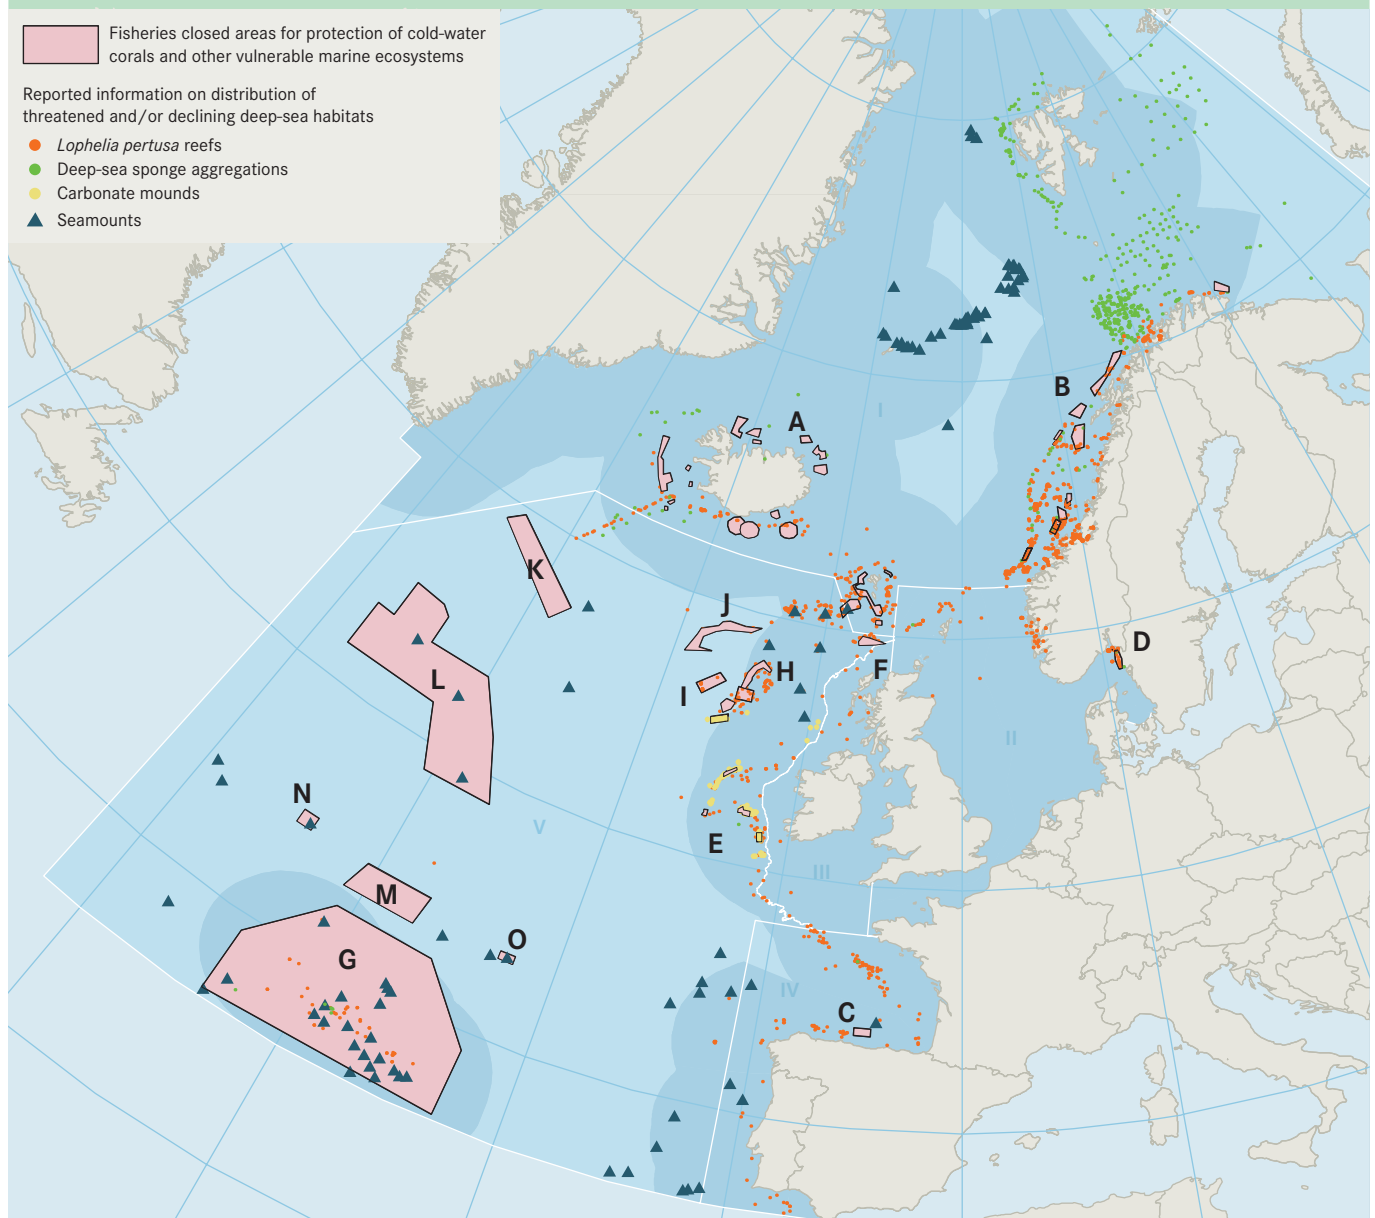 Fisheries closed areas for protection of cold-water
corals and other vulnerable marine ecosystems
Reported information on distribution of
threatened and/or declining deep-sea habitats
Lophelia pertusa reefs
Deep-sea sponge aggregations
Carbonate mounds
Seamounts
B
I
A
K
J
D
H
F
L
I
II
N
V
E
III
M
O
G
IV
C